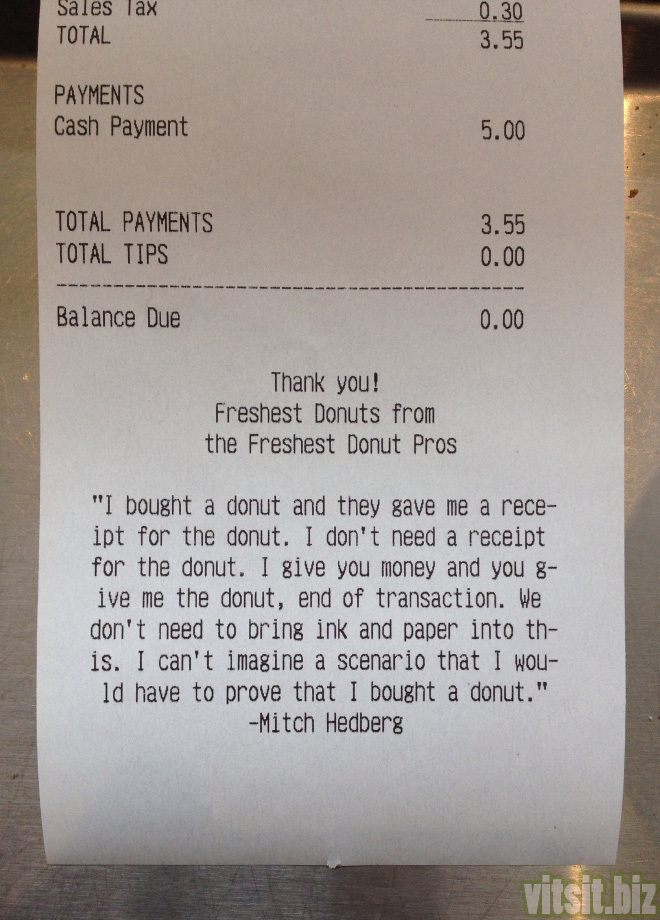 Sales Tax 0.30
TOTAL 3.55
PAYMENTS
Cash Payment 5.00
TOTAL PAYMENTS 3.55
TOTAL TIPS 0.00
Balance Due 0.00
Thank you!
Freshest Donuts from
the Freshest Donut Pros
"I bought a donut and they gave me a rece-
ipt for the donut. I don't need a receipt
for the donut. I give you money and you g-
ive me the donut, end of transaction. We
don't need to bring ink and paper into th-
is. I can't imagine a scenario that I wou-
ld have to prove that I bought a donut."
-Mitch Hedberg
vitsit.biz